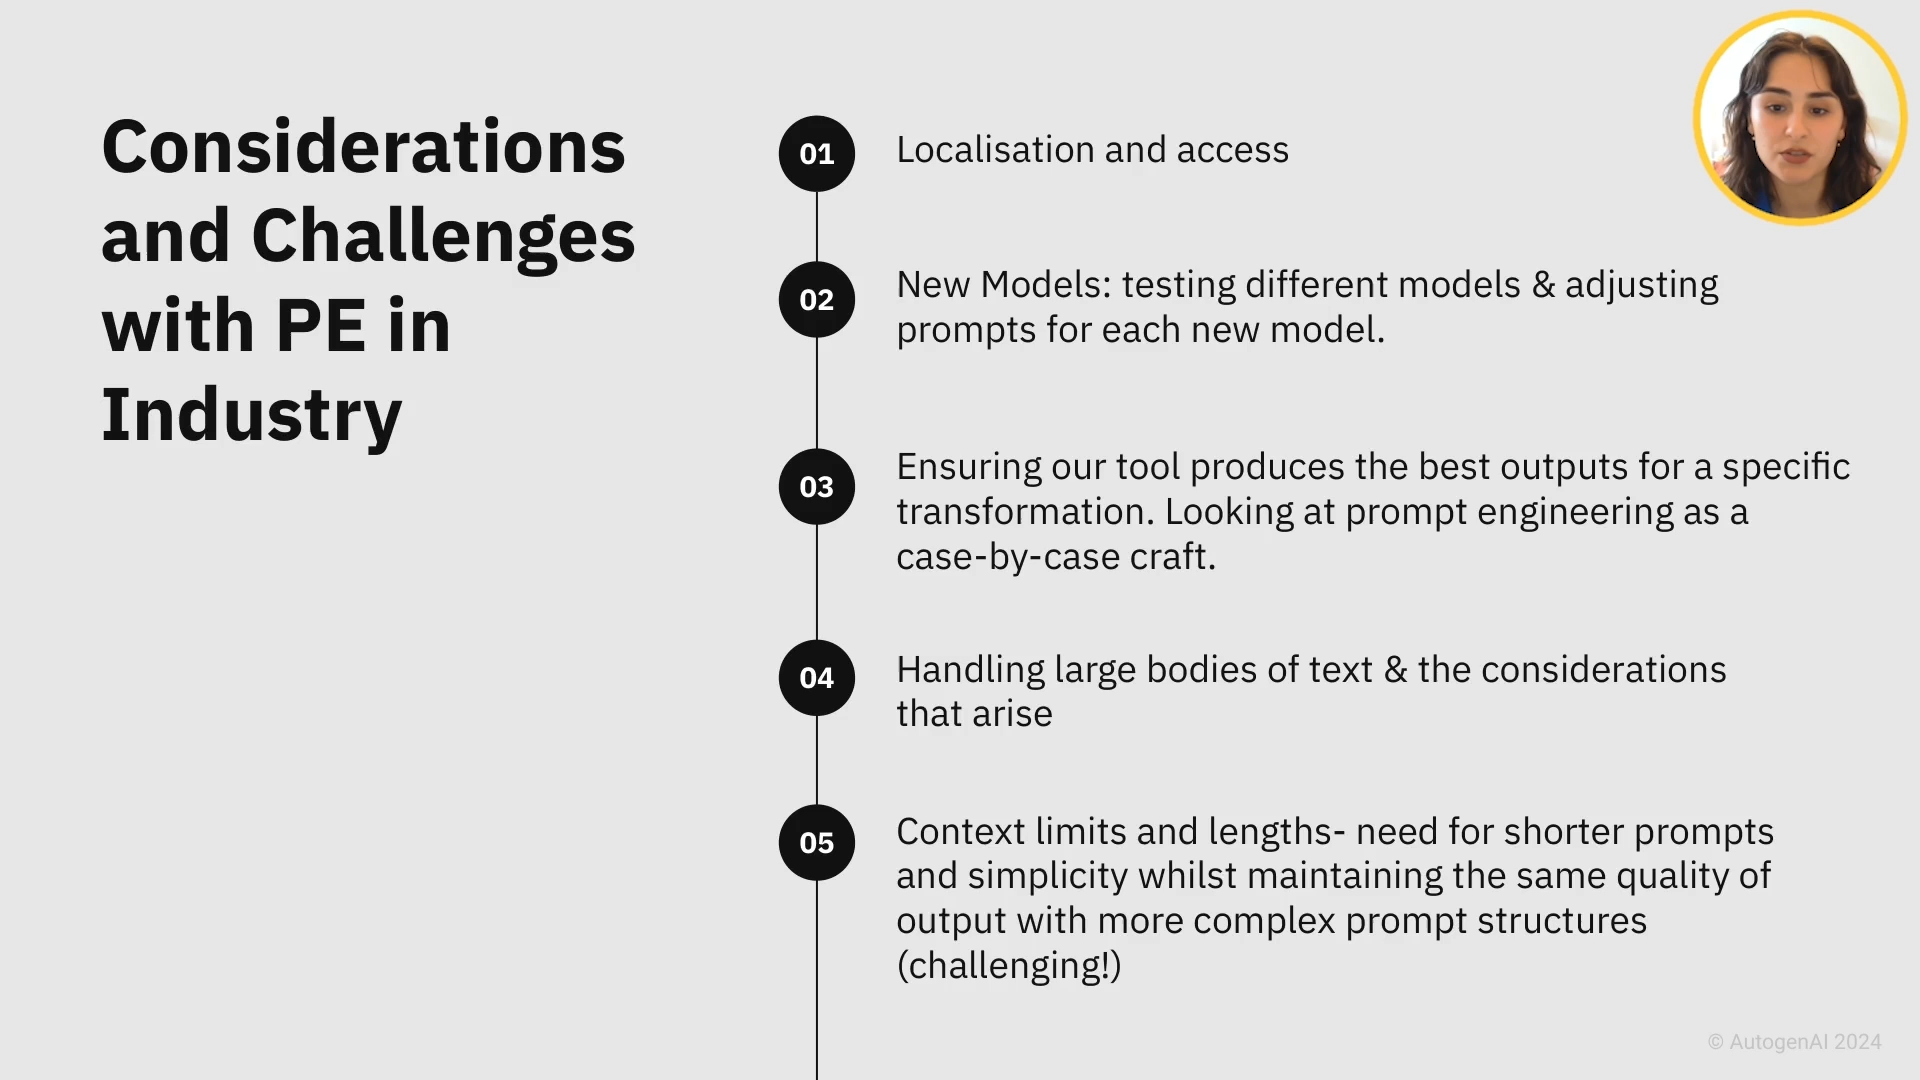 Considerations
and Challenges
with PE in
Industry
01
Localisation and access
02
New Models: testing different models & adjusting
prompts for each new model.
03
Ensuring our tool produces the best outputs for a specific
transformation. Looking at prompt engineering as a
case-by-case craft.
04
Handling large bodies of text & the considerations
that arise
05
Context limits and lengths- need for shorter prompts
and simplicity whilst maintaining the same quality of
output with more complex prompt structures
(challenging!)
© AutogenAI 2024